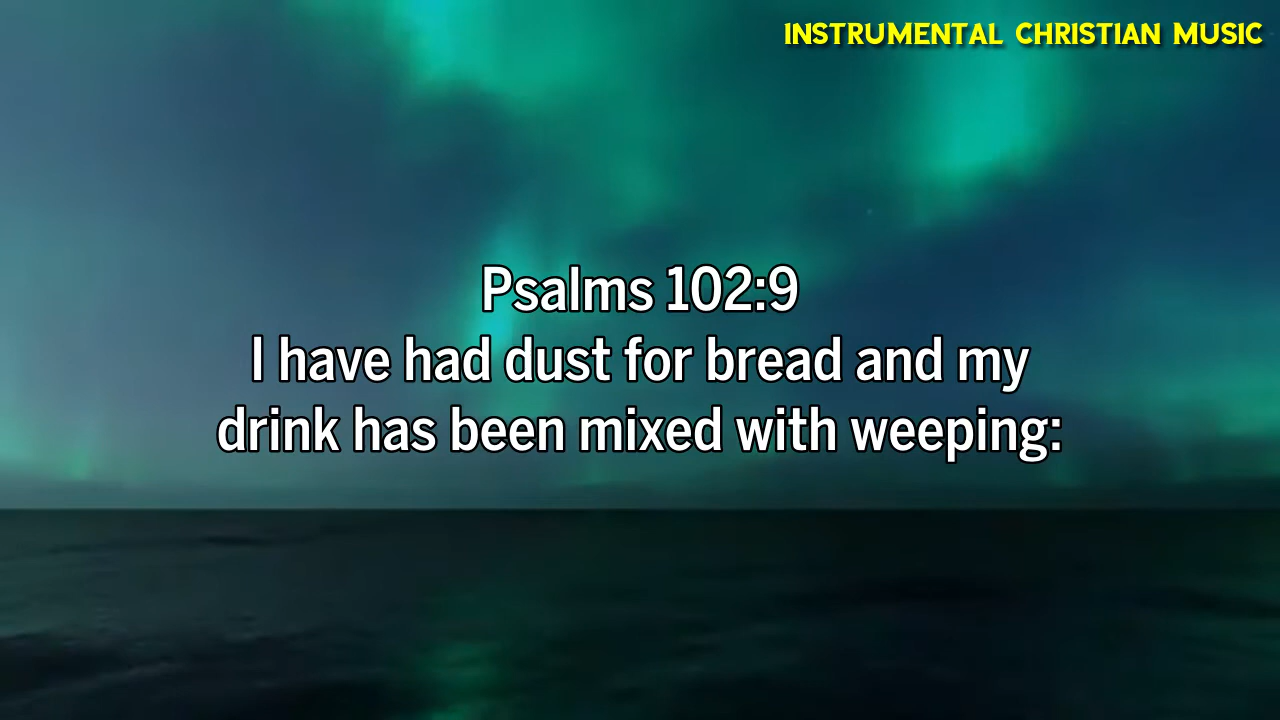 INSTRUMENTAL CHRISTIAN MUSIC
Psalms 102:9
I have had dust for bread and my
drink has been mixed with weeping: